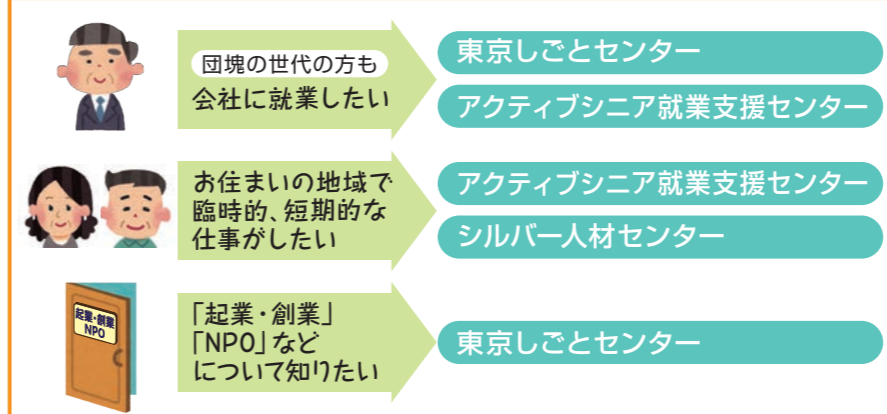 団塊の世代の方も
会社に就業したい
東京しごとセンター
アクティブシニア就業支援センター
お住まいの地域で
臨時的、短期的な
仕事がしたい
アクティブシニア就業支援センター
シルバー人材センター
起業・創業
NPO
「起業・創業」
「NPO」など
について知りたい
東京しごとセンター